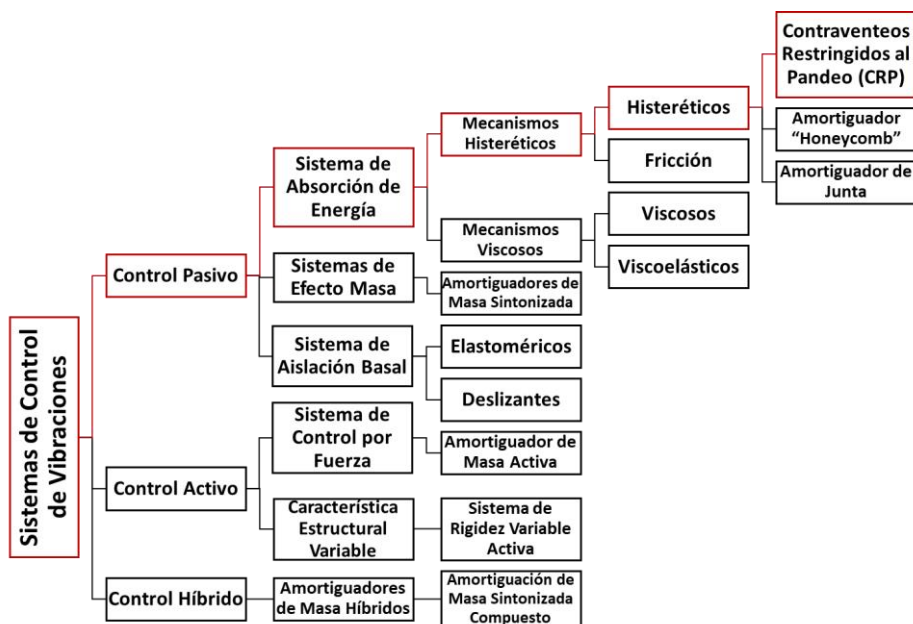 Sistemas de Control
de Vibraciones
Control Pasivo
Sistema de
Absorción de
Energía
Mecanismos
Histeréticos
Histeréticos
Contraventeos
Restringidos al
Pandeo (CRP)
Amortiguador
“Honeycomb”
Amortiguador de
Junta
Fricción
Mecanismos
Viscosos
Viscosos
Viscoelásticos
Sistemas de
Efecto Masa
Amortiguadores de
Masa Sintonizada
Sistema de
Aislación Basal
Elastoméricos
Deslizantes
Control Activo
Sistema de
Control por
Fuerza
Amortiguador de
Masa Activa
Característica
Estructural
Variable
Sistema de
Rigidez Variable
Activa
Control Híbrido
Amortiguadores
de Masa Híbridos
Amortiguación de
Masa Sintonizada
Compuesto